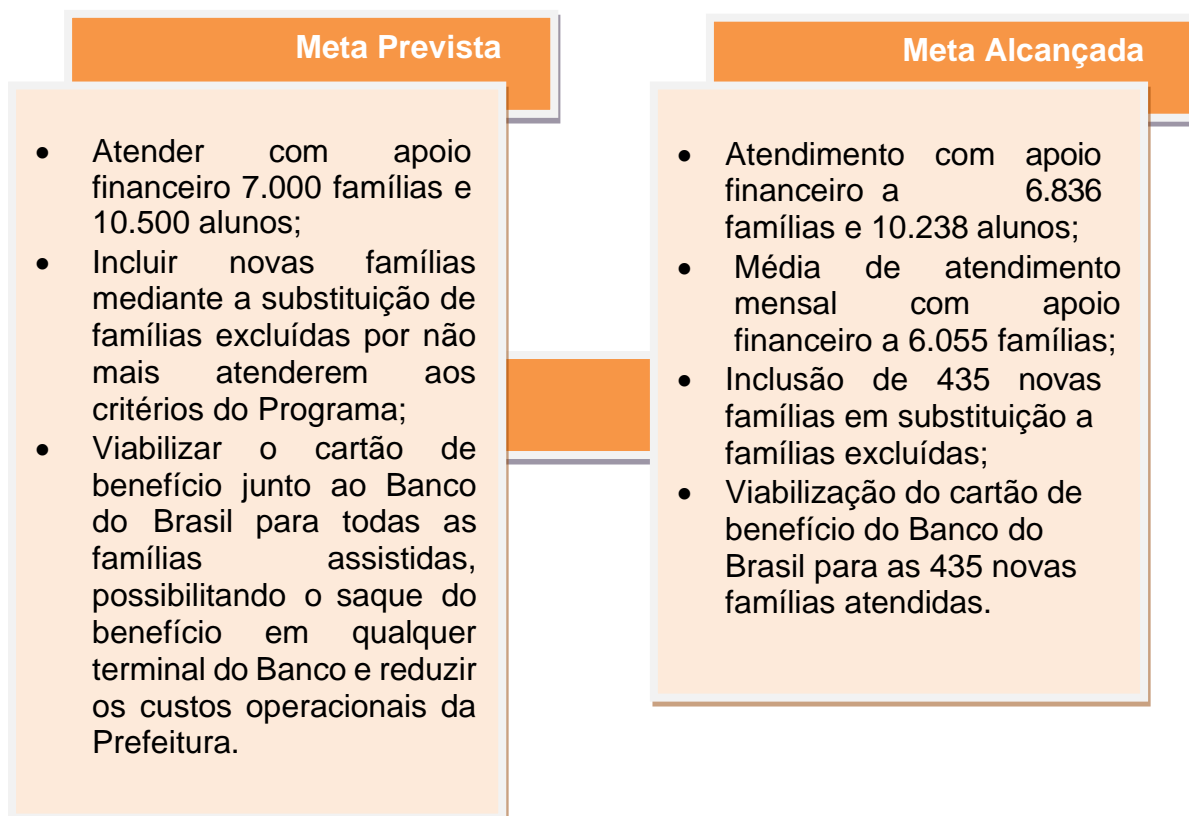 Meta Prevista
• Atender com apoio
financeiro 7.000 famílias e
10.500 alunos;
• Incluir novas famílias
mediante a substituição de
famílias excluídas por não
mais atenderem aos
critérios do Programa;
• Viabilizar o cartão de
benefício junto ao Banco
do Brasil para todas as
famílias assistidas,
possibilitando o saque do
benefício em qualquer
terminal do Banco e reduzir
os custos operacionais da
Prefeitura.
Meta Alcançada
• Atendimento com apoio
financeiro a 6.836
famílias e 10.238 alunos;
• Média de atendimento
mensal com apoio
financeiro a 6.055 famílias;
• Inclusão de 435 novas
famílias em substituição a
famílias excluídas;
• Viabilização do cartão de
benefício do Banco do
Brasil para as 435 novas
famílias atendidas.